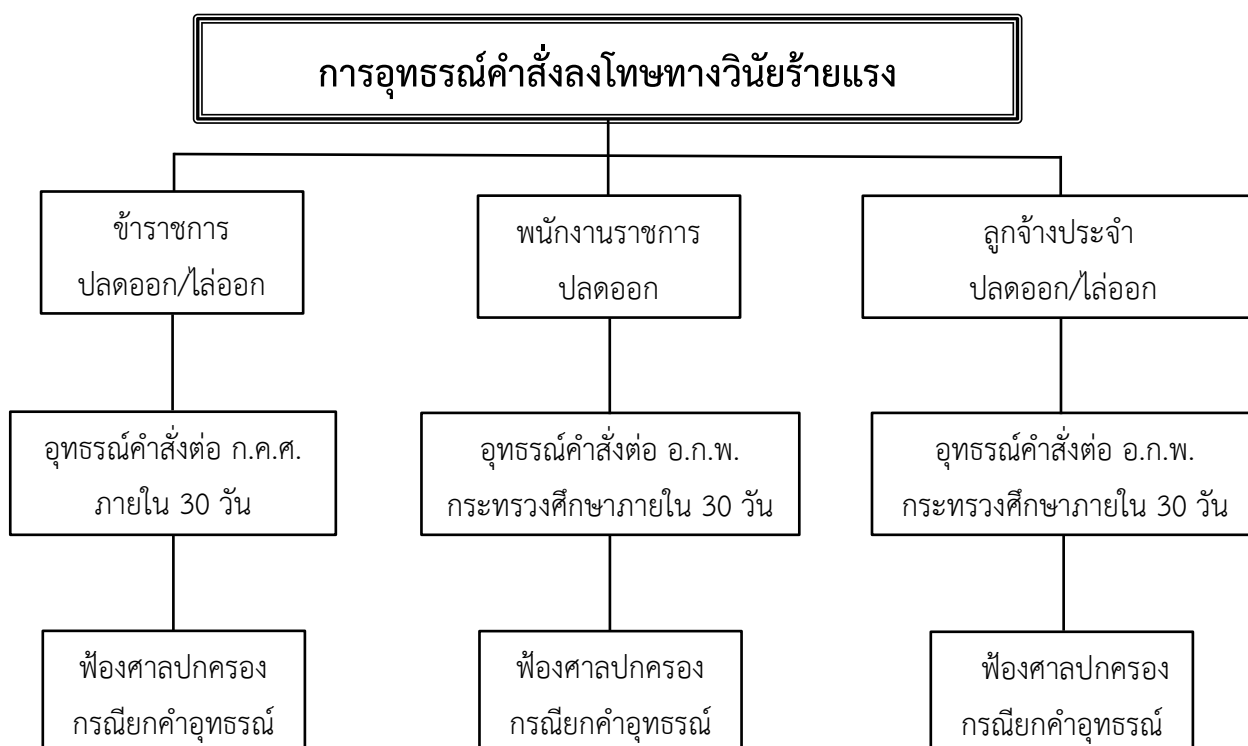 การอุทธรณ์คำสั่งลงโทษทางวินัยร้ายแรง
ข้าราชการ
ปลดออก/ไล่ออก
พนักงานราชการ
ปลดออก
ลูกจ้างประจำ
ปลดออก/ไล่ออก
อุทธรณ์คำสั่งต่อ ก.ค.ศ.
ภายใน 30 วัน
อุทธรณ์คำสั่งต่อ อ.ก.พ.
กระทรวงศึกษาภายใน 30 วัน
อุทธรณ์คำสั่งต่อ อ.ก.พ.
กระทรวงศึกษาภายใน 30 วัน
ฟ้องศาลปกครอง
กรณียกคำอุทธรณ์
ฟ้องศาลปกครอง
กรณียกคำอุทธรณ์
ฟ้องศาลปกครอง
กรณียกคำอุทธรณ์